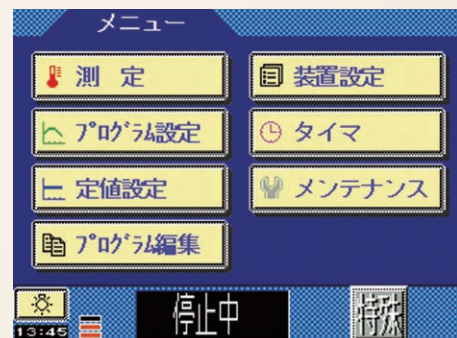 メニュー
測 定
装置設定
プログラム設定
タイマ
定値設定
メンテナンス
プログラム編集
13:45
停止中
特殊